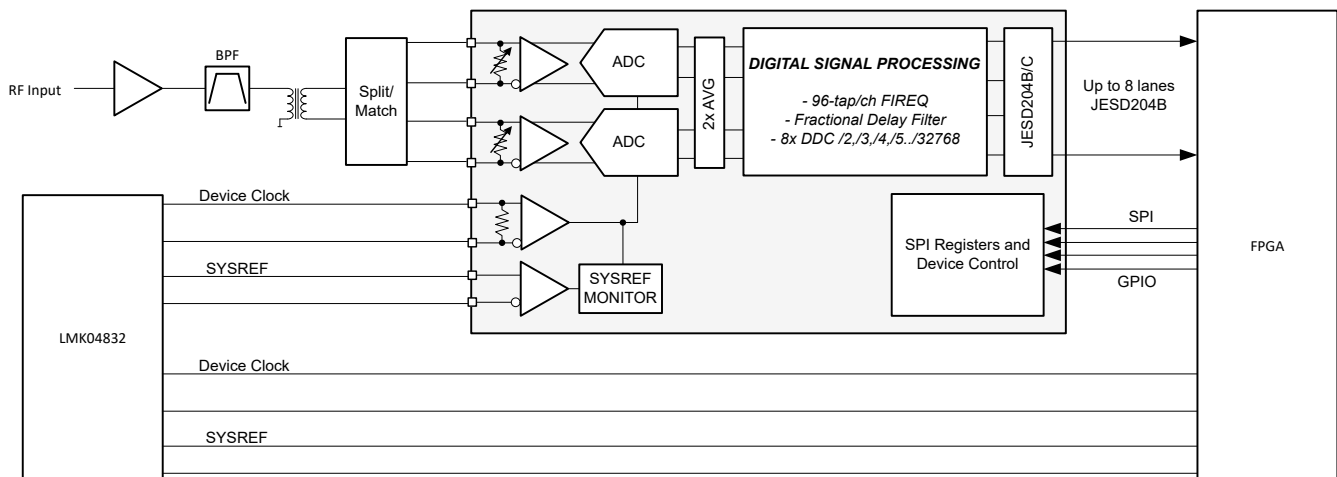 RF Input
BPF
Split/
Match
ADC
ADC
2x AVG
DIGITAL SIGNAL PROCESSING
- 96-tap/ch FIREQ
- Fractional Delay Filter
- 8x DDC /2,/3,/4,/5../32768
JESD204B/C
Up to 8 lanes
JESD204B
Device Clock
SYSREF
SYSREF
MONITOR
SPI Registers and
Device Control
SPI
GPIO
FPGA
LMK04832
Device Clock
SYSREF